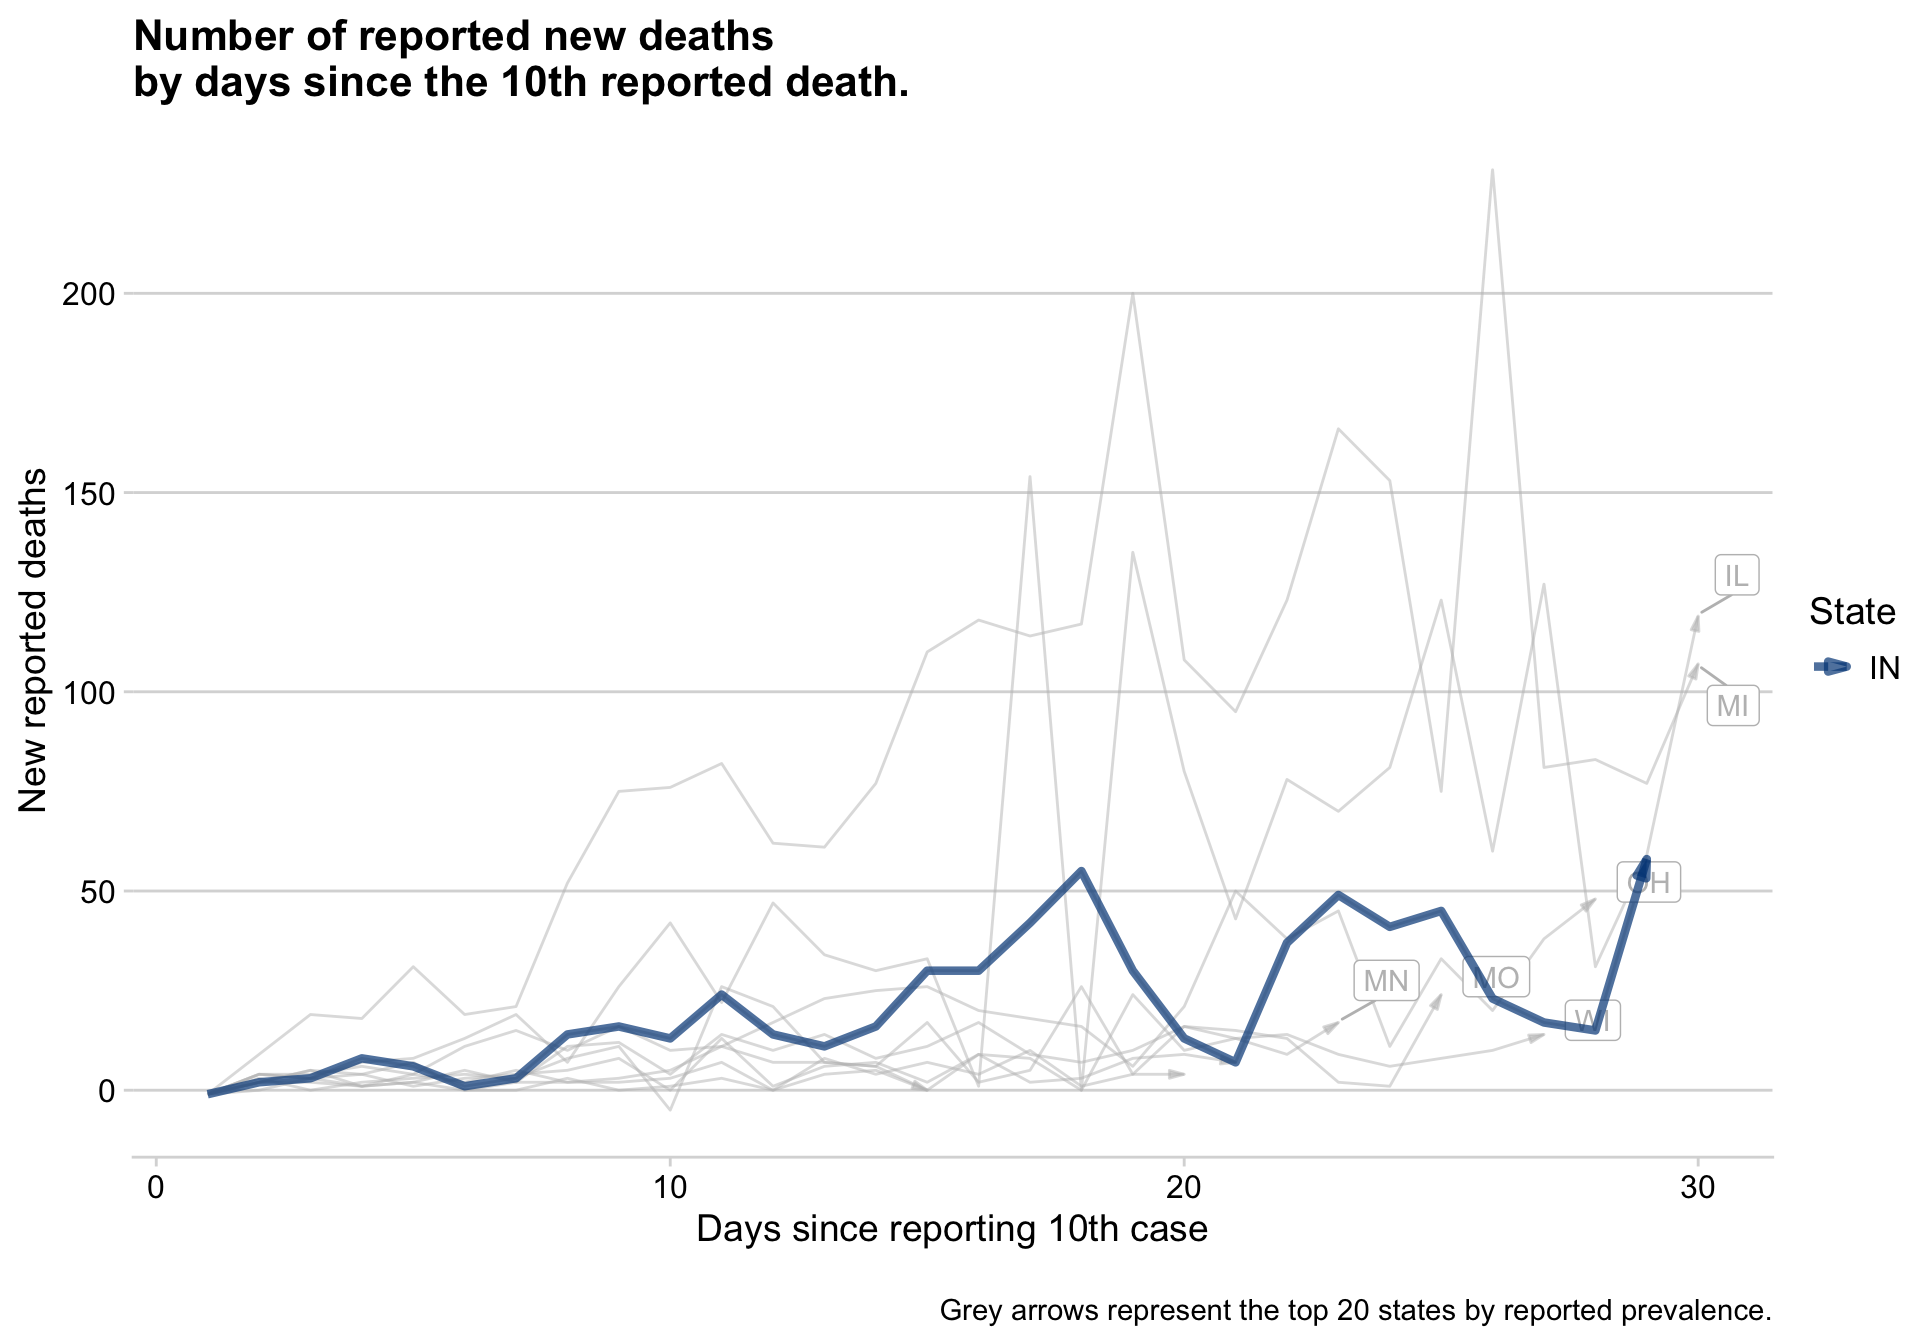 Number of reported new deaths
by days since the 10th reported death.
New reported deaths
200
150
100
50
0
IL
MI
OH
MN
MO
WI
State
IN
0
10
20
30
Days since reporting 10th case
Grey arrows represent the top 20 states by reported prevalence.